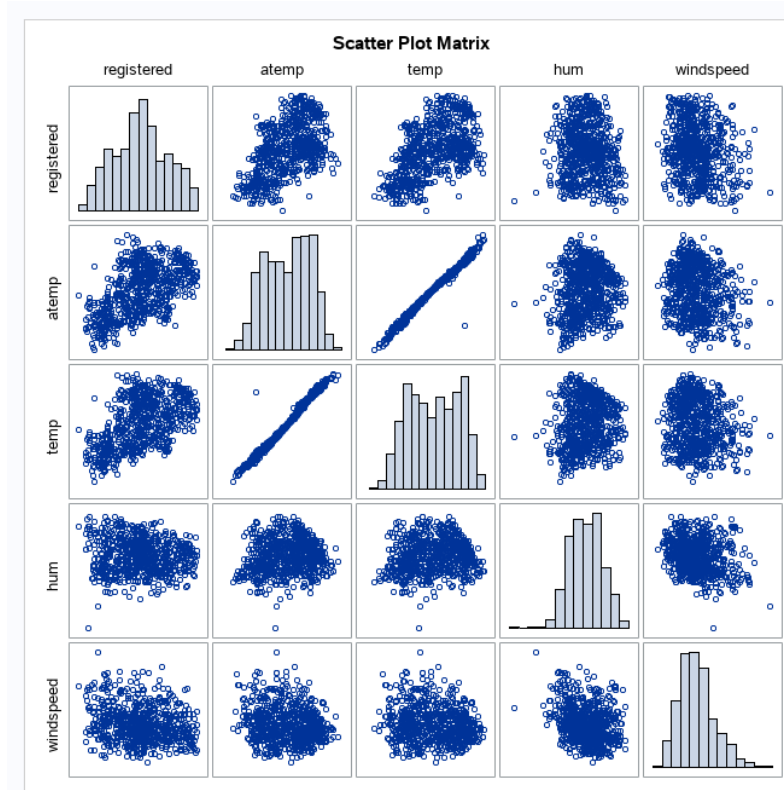 Scatter Plot Matrix
registered atemp temp hum windspeed
registered
atemp
temp
hum
windspeed